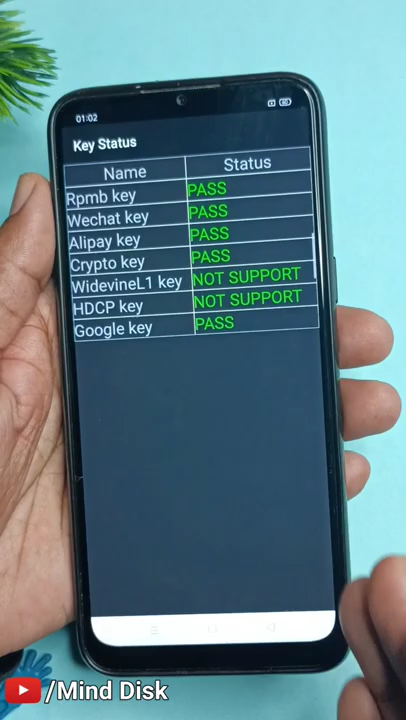 01:02
Key Status
Name Status
Rpmb key PASS
Wechat key PASS
Alipay key PASS
Crypto key PASS
WidevineL1 key NOT SUPPORT
HDCP key NOT SUPPORT
Google key PASS
/Mind Disk